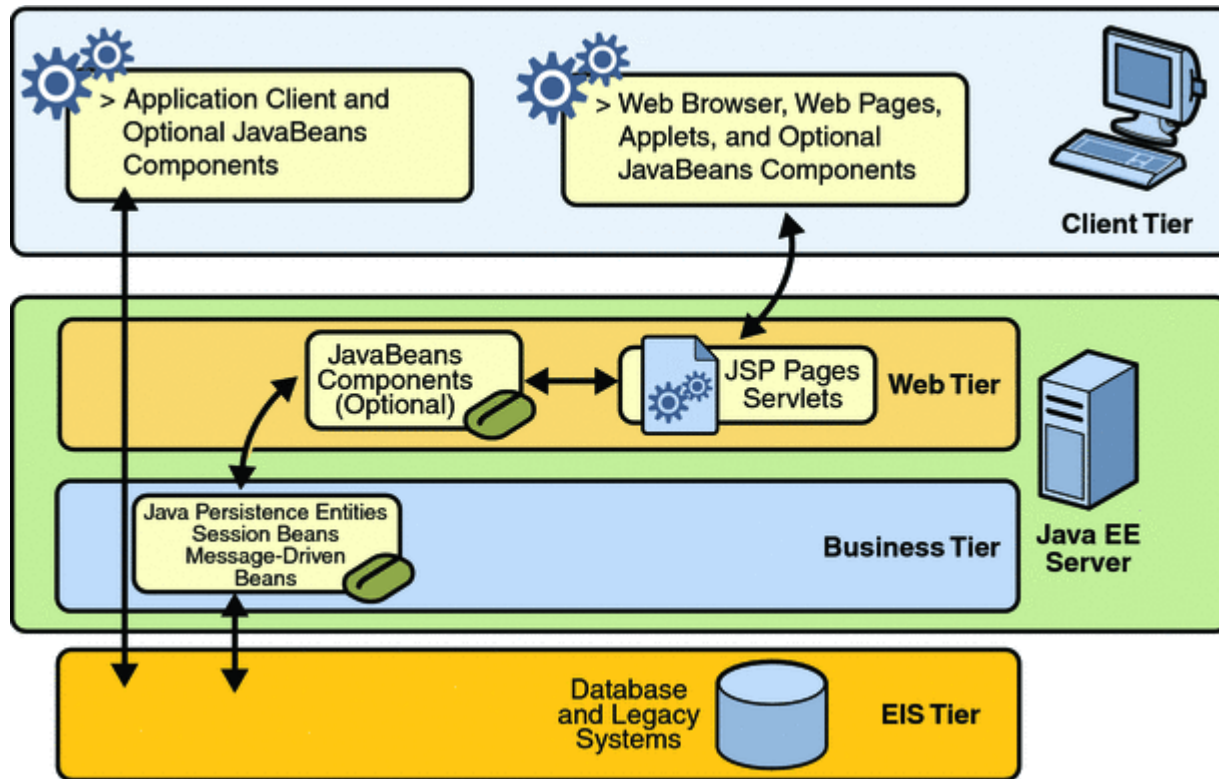 > Application Client and
Optional JavaBeans
Components
> Web Browser, Web Pages,
Applets, and Optional
JavaBeans Components
Client Tier
JavaBeans
Components
(Optional)
JSP Pages
Servlets
Web Tier
Java Persistence Entities
Session Beans
Message-Driven
Beans
Business Tier
Java EE
Server
Database
and Legacy
Systems
EIS Tier